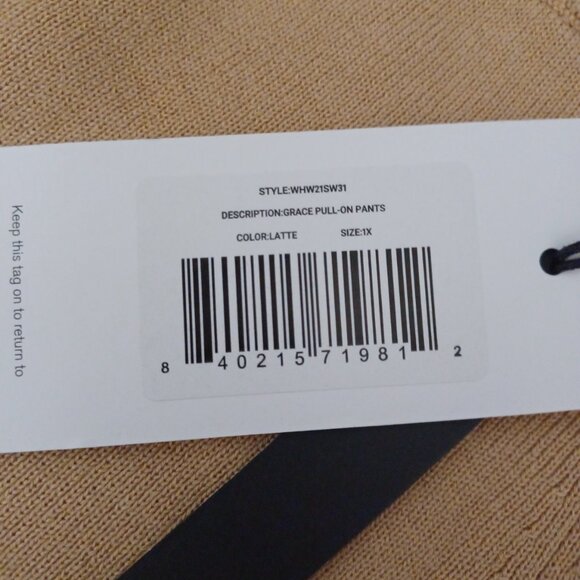 STYLE:WHW21SW31
DESCRIPTION:GRACE PULL-ON PANTS
COLOR:LATTE SIZE:1X
8 40215 71981 2
Keep this tag on to return to